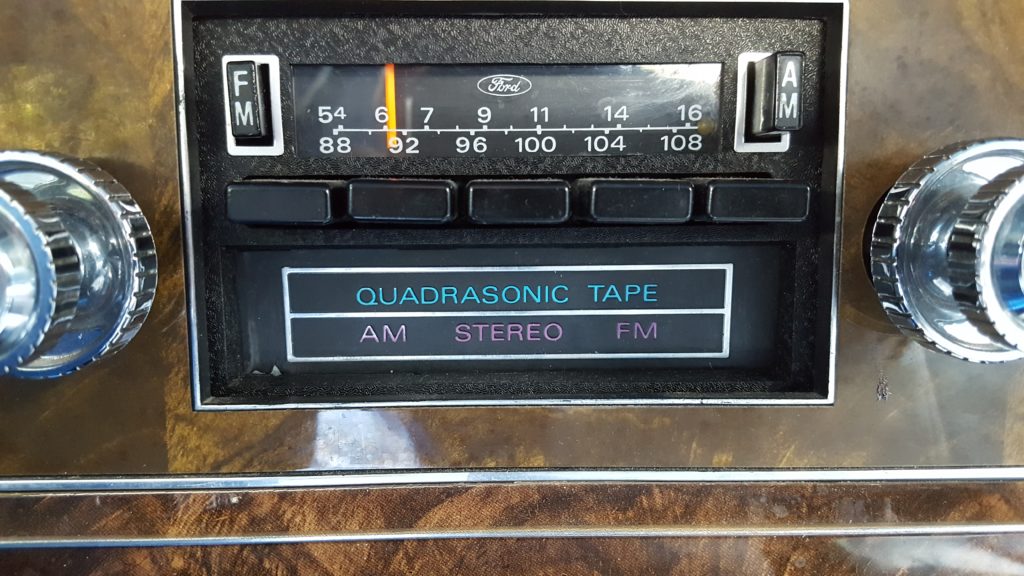 FM
Ford
AM
54 6 7 9 11 14 16
88 92 96 100 104 108
QUADRASONIC TAPE
AM STEREO FM